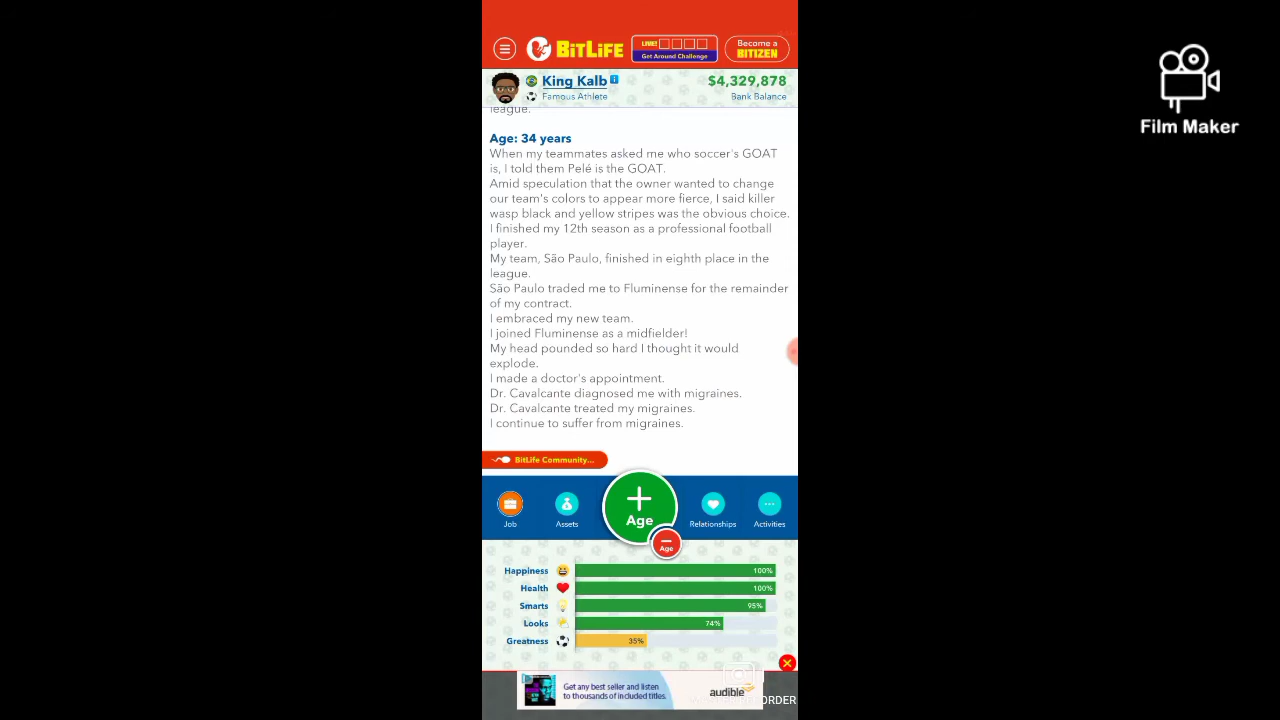 BITLIFE
LIVE!
Get Around Challenge
Become a
BITIZEN
King Kalb
Famous Athlete
$4,329,878
Bank Balance
league.
Age: 34 years
When my teammates asked me who soccer's GOAT
is, I told them Pelé is the GOAT.
Amid speculation that the owner wanted to change
our team's colors to appear more fierce, I said killer
wasp black and yellow stripes was the obvious choice.
I finished my 12th season as a professional football
player.
My team, São Paulo, finished in eighth place in the
league.
São Paulo traded me to Fluminense for the remainder
of my contract.
I embraced my new team.
I joined Fluminense as a midfielder!
My head pounded so hard I thought it would
explode.
I made a doctor's appointment.
Dr. Cavalcante diagnosed me with migraines.
Dr. Cavalcante treated my migraines.
I continue to suffer from migraines.
BitLife Community...
Job
Assets
Age
Age
Relationships
Activities
Happiness 100%
Health 100%
Smarts 95%
Looks 74%
Greatness 35%
Get any best seller and listen
to thousands of included titles.
audible
Film Maker